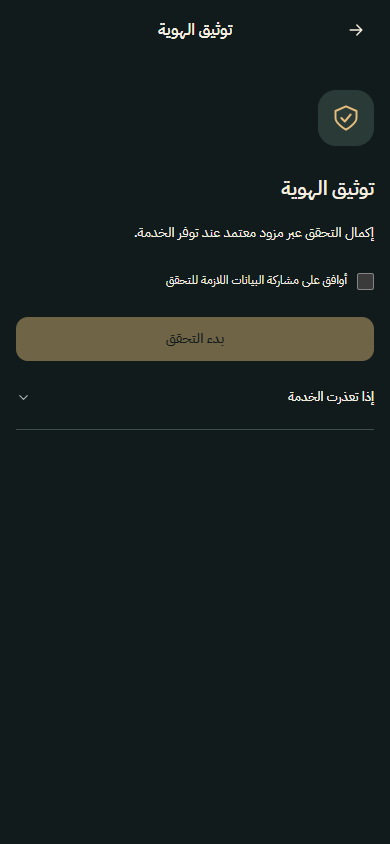 توثيق الهوية
توثيق الهوية
إكمال التحقق عبر مزود معتمد عند توفر الخدمة.
أوافق على مشاركة البيانات اللازمة للتحقق
بدء التحقق
إذا تعذرت الخدمة